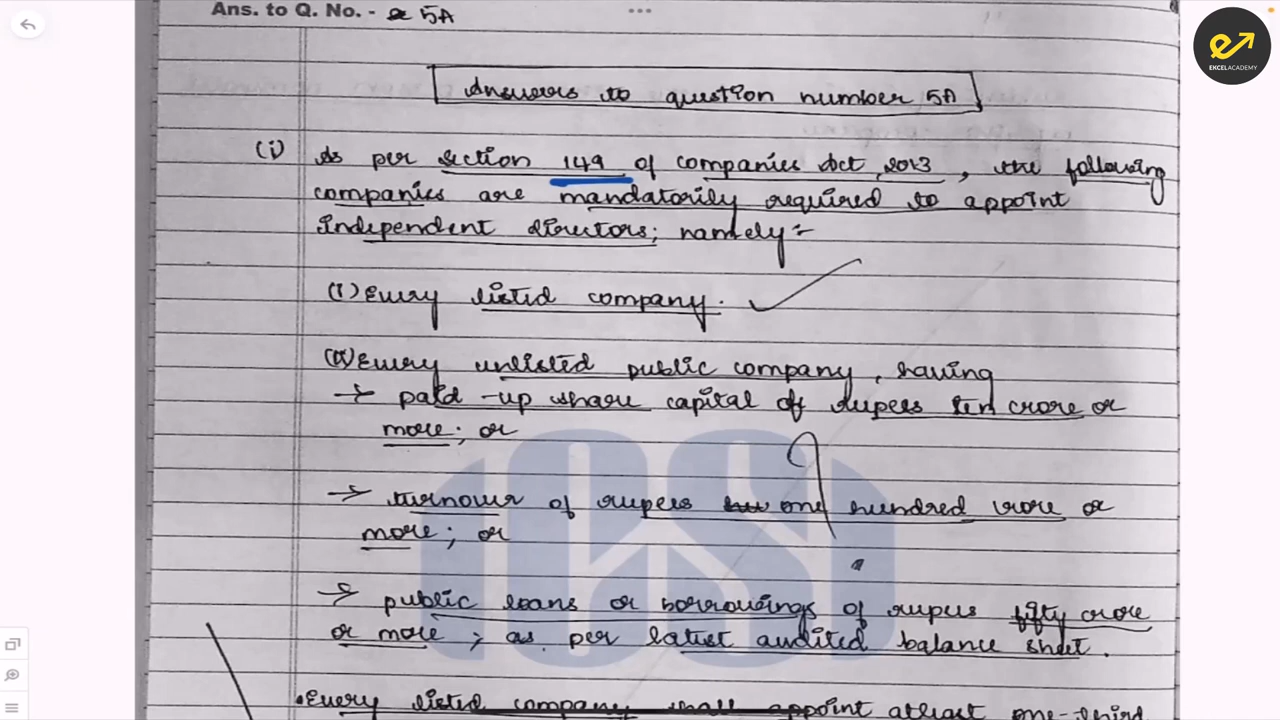 Ans. to Q. No. - 5A
EKCELACADEMY
Answers to question number 5A
(i) As per section 149 of companies Act, 2013, the following
companies are mandatorily required to appoint
Independent directors; namely:-
(I) Every listed company.
(II) Every unlisted public company, having
→ paid-up share capital of rupees ten crore or
more; or
→ turnover of rupees one hundred crore or
more; or
→ public loans or borrowings of rupees fifty crore
or more; as per latest audited balance sheet.
Every listed company shall appoint atleast one-third
ICSI